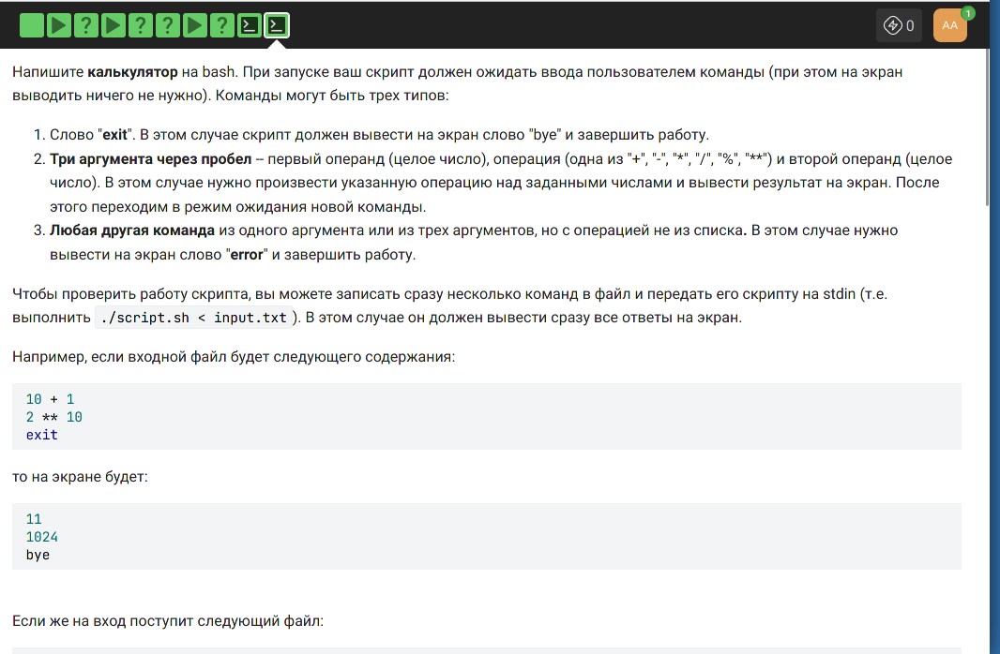 ? ? ? ?
0
AA
1
Напишите калькулятор на bash. При запуске ваш скрипт должен ожидать ввода пользователем команды (при этом на экран
выводить ничего не нужно). Команды могут быть трех типов:
1. Слово "exit". В этом случае скрипт должен вывести на экран слово "bye" и завершить работу.
2. Три аргумента через пробел -- первый операнд (целое число), операция (одна из "+", "-", "*", "/", "%", "**") и второй операнд (целое
число). В этом случае нужно произвести указанную операцию над заданными числами и вывести результат на экран. После
этого переходим в режим ожидания новой команды.
3. Любая другая команда из одного аргумента или из трех аргументов, но с операцией не из списка. В этом случае нужно
вывести на экран слово "error" и завершить работу.
Чтобы проверить работу скрипта, вы можете записать сразу несколько команд в файл и передать его скрипту на stdin (т.е.
выполнить ./script.sh < input.txt ). В этом случае он должен вывести сразу все ответы на экран.
Например, если входной файл будет следующего содержания:
10 + 1
2 ** 10
exit
то на экране будет:
11
1024
bye
Если же на вход поступит следующий файл: